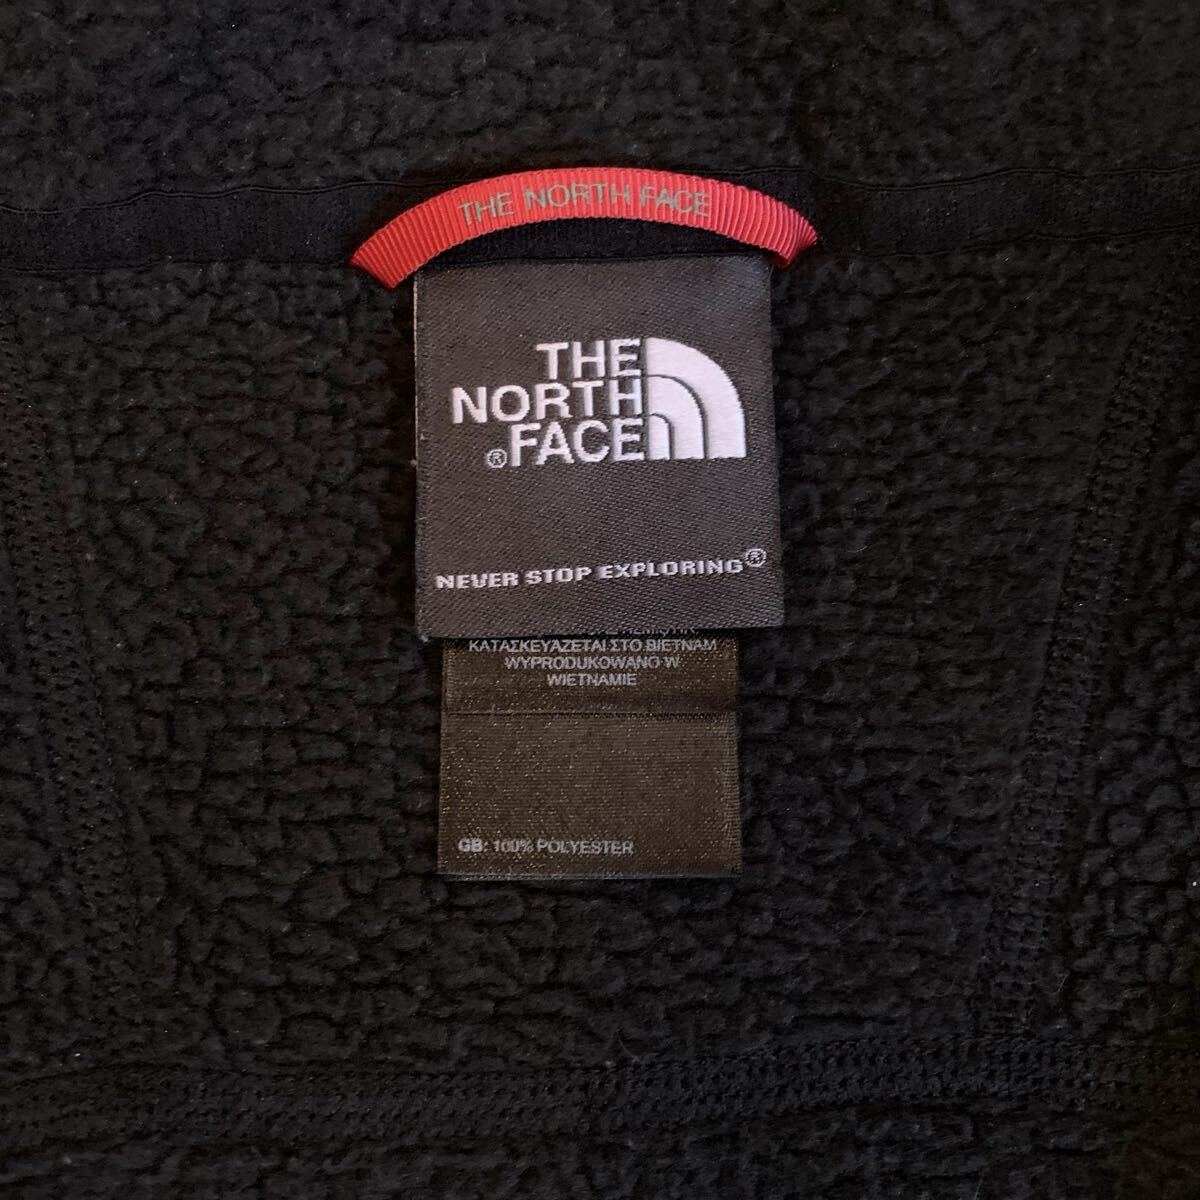 THE NORTH FACE
THE
NORTH
®FACE
NEVER STOP EXPLORING®
ΚΑΤΑΣΚΕΥΑΖΕΤΑΙ ΣΤΟ ΒΙΕΤΝΑΜ
WYPRODUKOWANO W
WIETNAMIE
GB: 100% POLYESTER